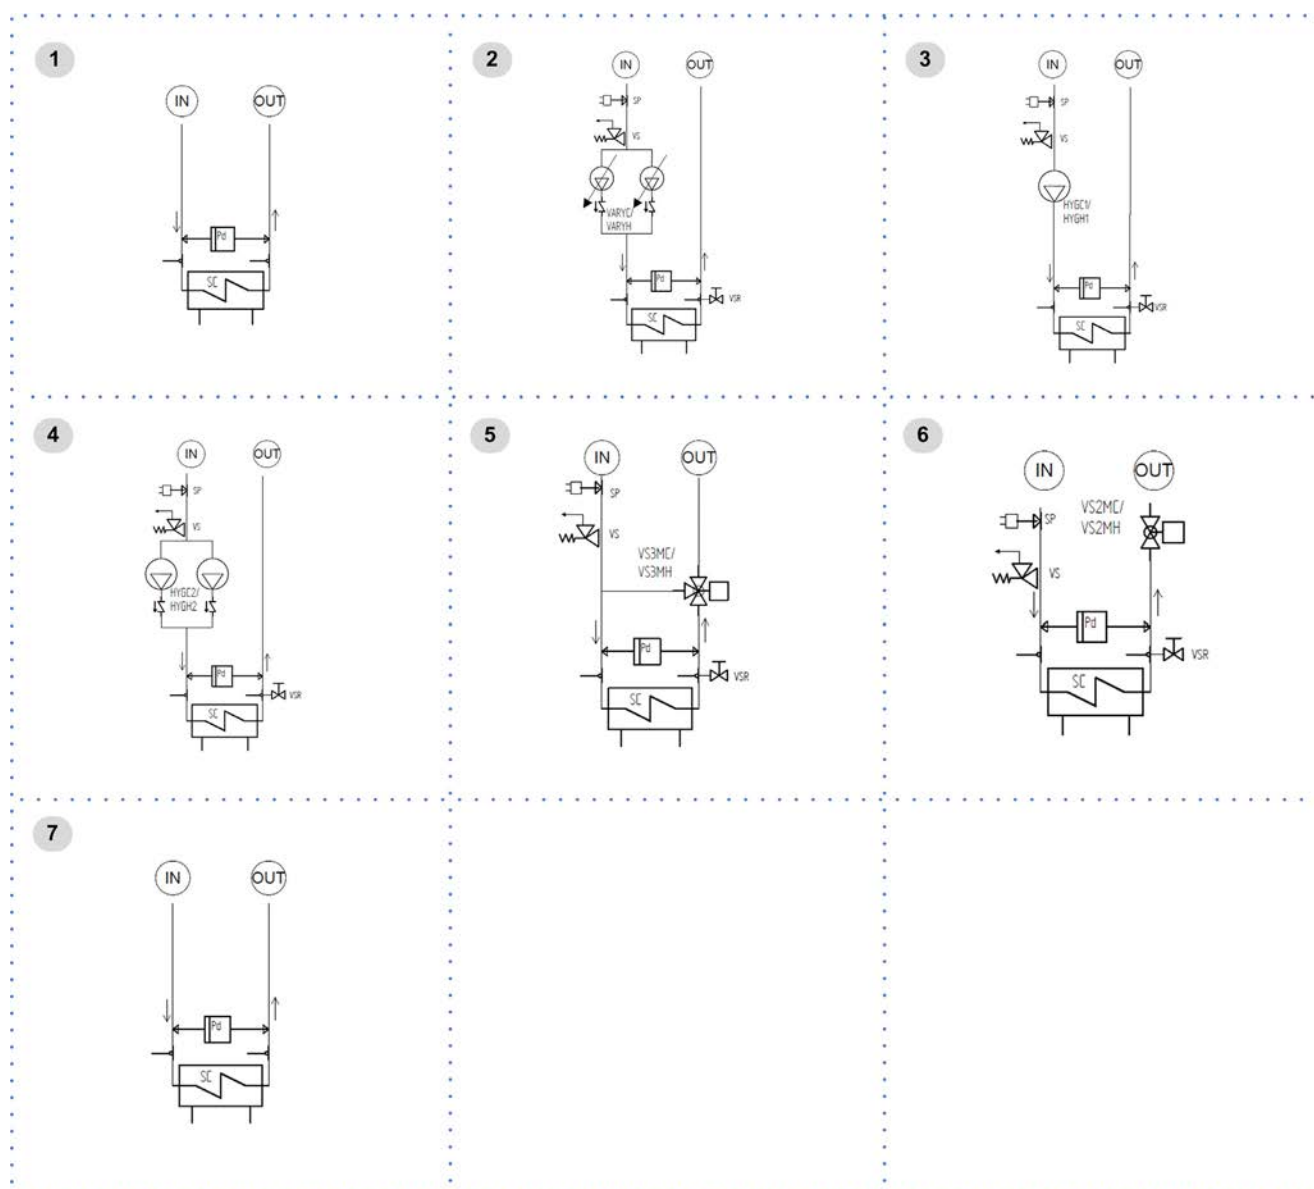 1
IN
OUT
Pd
SC
2
IN
OUT
SP
VS
VARYC/
VARYH
Pd
VSR
SC
3
IN
OUT
SP
VS
HYGC1/
HYGH1
Pd
VSR
SC
4
IN
OUT
SP
VS
HYGC2/
HYGH2
Pd
VSR
SC
5
IN
OUT
SP
VS
VS3MC/
VS3MH
Pd
VSR
SC
6
IN
OUT
VS2MC/
VS2MH
SP
VS
Pd
VSR
SC
7
IN
OUT
Pd
SC